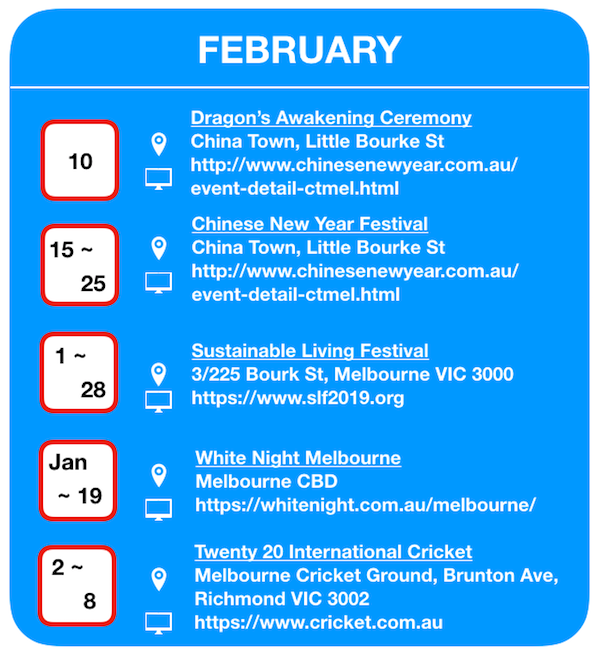 FEBRUARY
10
Dragon's Awakening Ceremony
China Town, Little Bourke St
http://www.chinesenewyear.com.au/
event-detail-ctmel.html
15 ~
25
Chinese New Year Festival
China Town, Little Bourke St
http://www.chinesenewyear.com.au/
event-detail-ctmel.html
1 ~
28
Sustainable Living Festival
3/225 Bourk St, Melbourne VIC 3000
https://www.slf2019.org
Jan
~ 19
White Night Melbourne
Melbourne CBD
https://whitenight.com.au/melbourne/
2 ~
8
Twenty 20 International Cricket
Melbourne Cricket Ground, Brunton Ave,
Richmond VIC 3002
https://www.cricket.com.au